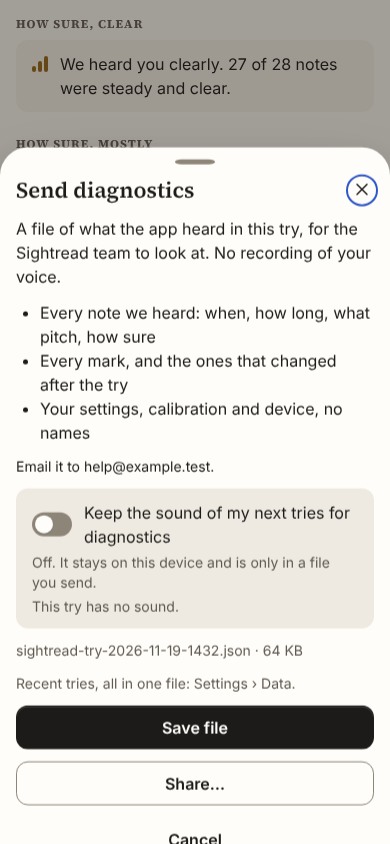 HOW SURE, CLEAR
We heard you clearly. 27 of 28 notes
were steady and clear.
HOW SURE, MOSTLY
Send diagnostics
A file of what the app heard in this try, for the
Sightread team to look at. No recording of your
voice.
• Every note we heard: when, how long, what
pitch, how sure
• Every mark, and the ones that changed
after the try
• Your settings, calibration and device, no
names
Email it to help@example.test.
Keep the sound of my next tries for
diagnostics
Off. It stays on this device and is only in a file
you send.
This try has no sound.
sightread-try-2026-11-19-1432.json · 64 KB
Recent tries, all in one file: Settings › Data.
Save file
Share…
Cancel